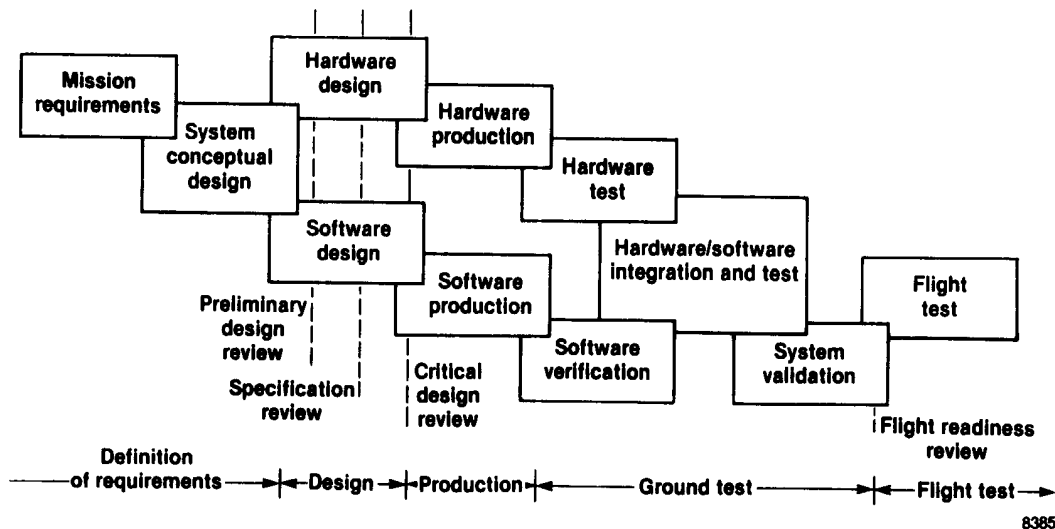 Mission
requirements
System
conceptual
design
Hardware
design
Hardware
production
Hardware
test
Software
design
Software
production
Software
verification
Hardware/software
integration and test
System
validation
Flight
test
Preliminary
design
review
Specification
review
Critical
design
review
Flight readiness
review
Definition
of requirements
Design
Production
Ground test
Flight test
8385